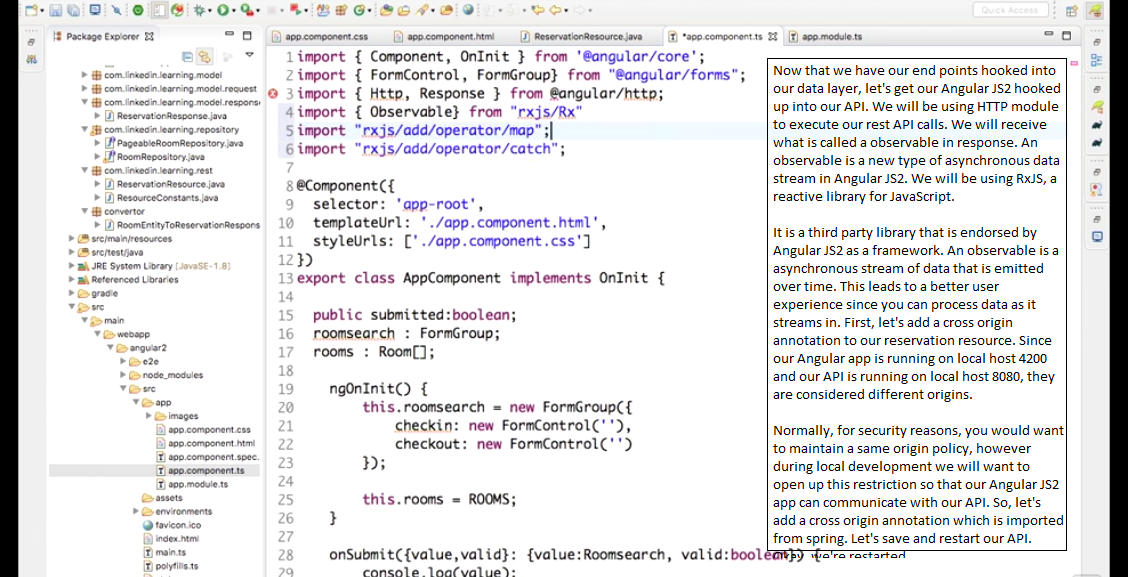 Quick Access
Package Explorer
app.component.css
app.component.html
ReservationResource.java
*app.component.ts
app.module.ts
com.linkedin.learning.model
com.linkedin.learning.model.request
com.linkedin.learning.model.respons
ReservationResponse.java
com.linkedin.learning.repository
PageableRoomRepository.java
RoomRepository.java
com.linkedin.learning.rest
ReservationResource.java
ResourceConstants.java
convertor
RoomEntityToReservationRespons
src/main/resources
src/test/java
JRE System Library [JavaSE-1.8]
Referenced Libraries
gradle
src
main
webapp
angular2
e2e
node_modules
src
app
images
app.component.css
app.component.html
app.component.spec.
app.component.ts
app.module.ts
assets
environments
favicon.ico
index.html
main.ts
polyfills.ts
1 import { Component, OnInit } from '@angular/core';
2 import { FormControl, FormGroup} from "@angular/forms";
3 import { Http, Response } from @angular/http;
4 import { Observable} from "rxjs/Rx"
5 import "rxjs/add/operator/map";
6 import "rxjs/add/operator/catch";
7
8 @Component({
9 selector: 'app-root',
10 templateUrl: './app.component.html',
11 styleUrls: ['./app.component.css']
12 })
13 export class AppComponent implements OnInit {
14
15 public submitted:boolean;
16 roomsearch : FormGroup;
17 rooms : Room[];
18
19 ngOnInit() {
20 this.roomsearch = new FormGroup({
21 checkin: new FormControl(''),
22 checkout: new FormControl('')
23 });
24
25 this.rooms = ROOMS;
26 }
27
28 onSubmit({value,valid}: {value:Roomsearch, valid:boolean}) {
29 console.log(value);
Now that we have our end points hooked into
our data layer, let's get our Angular JS2 hooked
up into our API. We will be using HTTP module
to execute our rest API calls. We will receive
what is called a observable in response. An
observable is a new type of asynchronous data
stream in Angular JS2. We will be using RxJS, a
reactive library for JavaScript.
It is a third party library that is endorsed by
Angular JS2 as a framework. An observable is a
asynchronous stream of data that is emitted
over time. This leads to a better user
experience since you can process data as it
streams in. First, let's add a cross origin
annotation to our reservation resource. Since
our Angular app is running on local host 4200
and our API is running on local host 8080, they
are considered different origins.
Normally, for security reasons, you would want
to maintain a same origin policy, however
during local development we will want to
open up this restriction so that our Angular JS2
app can communicate with our API. So, let's
add a cross origin annotation which is imported
from spring. Let's save and restart our API.
we're restarted